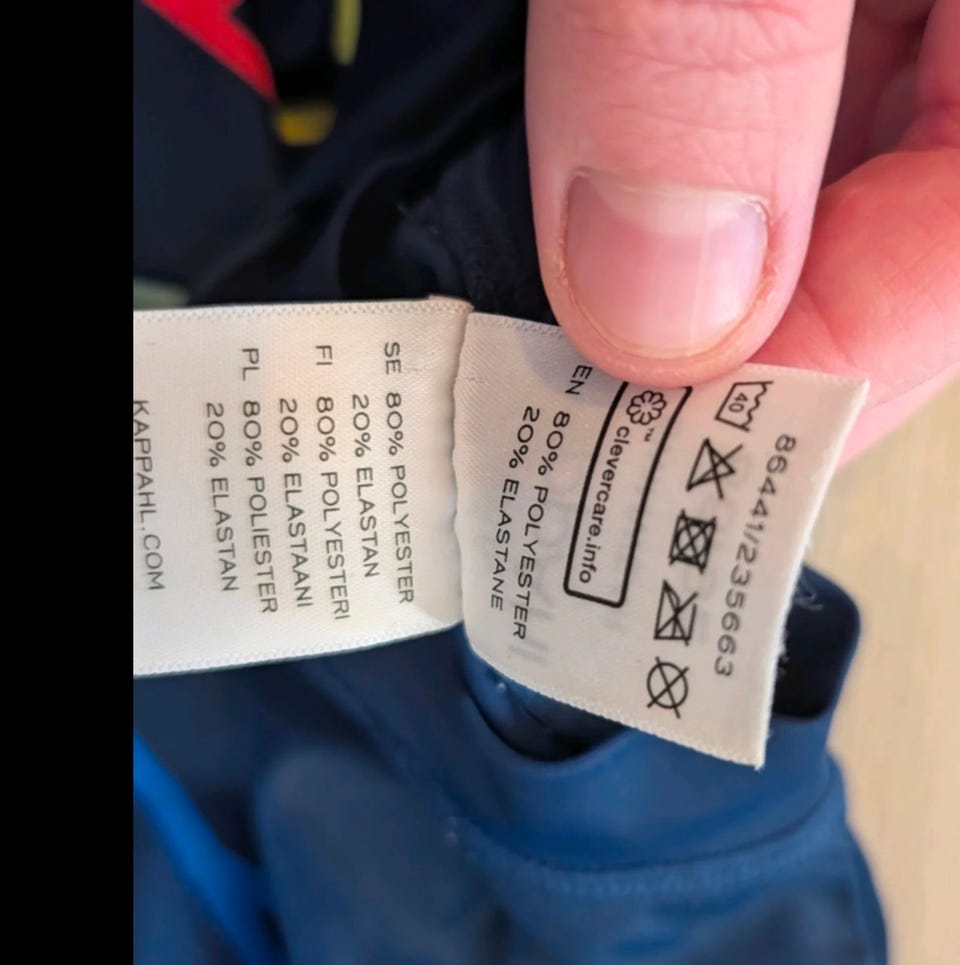 86441/235663
40
clevercare.info™
EN 80% POLYESTER
20% ELASTANE
SE 80% POLYESTER
20% ELASTAN
FI 80% POLYESTERI
20% ELASTAANI
PL 80% POLIESTER
20% ELASTAN
KAPPAHL.COM